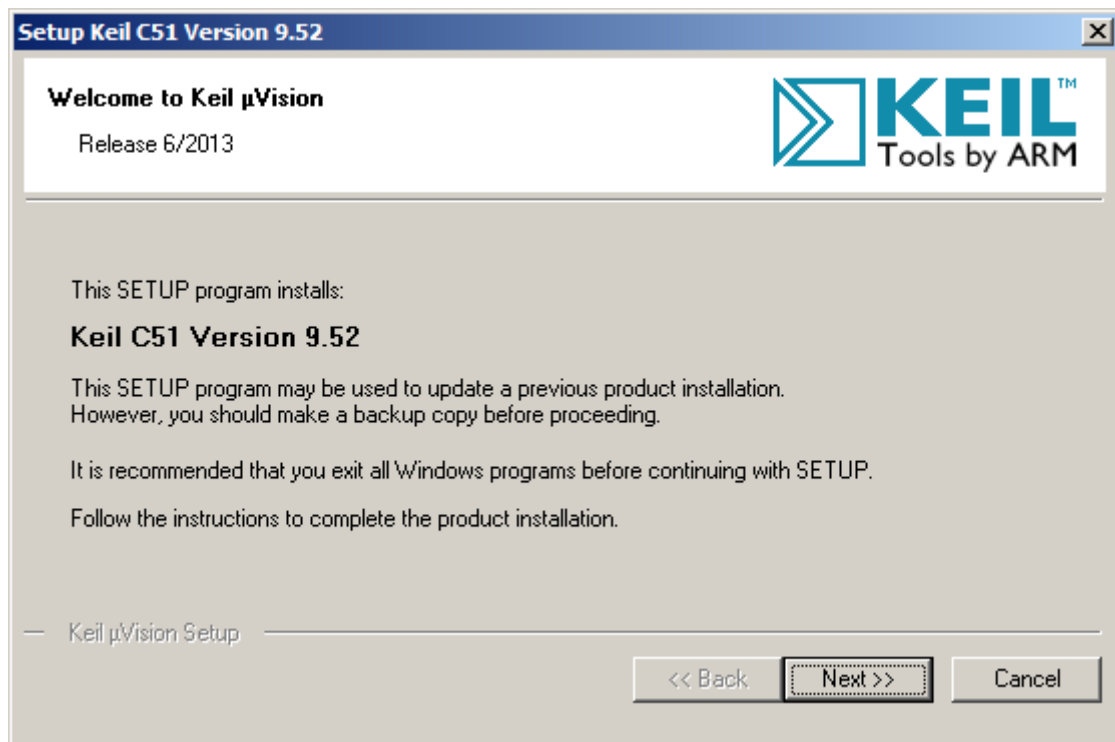 Setup Keil C51 Version 9.52
Welcome to Keil µVision
Release 6/2013
KEIL™
Tools by ARM
This SETUP program installs:
Keil C51 Version 9.52
This SETUP program may be used to update a previous product installation.
However, you should make a backup copy before proceeding.
It is recommended that you exit all Windows programs before continuing with SETUP.
Follow the instructions to complete the product installation.
Keil µVision Setup
<< Back
Next >>
Cancel